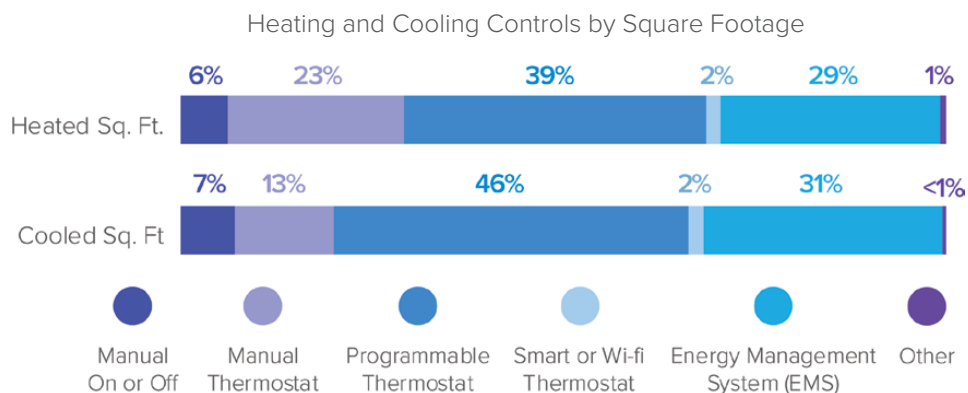 Heating and Cooling Controls by Square Footage
6% 23% 39% 2% 29% 1%
Heated Sq. Ft.
7% 13% 46% 2% 31% <1%
Cooled Sq. Ft
Manual On or Off
Manual Thermostat
Programmable Thermostat
Smart or Wi-fi Thermostat
Energy Management System (EMS)
Other